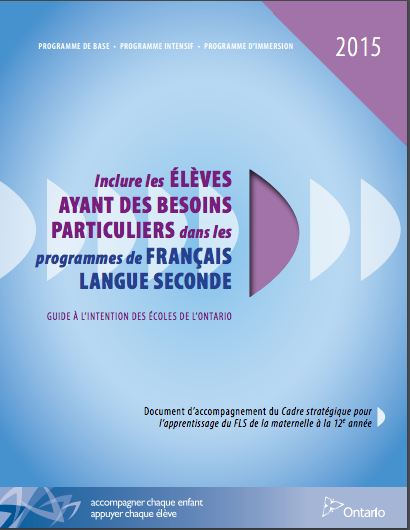 PROGRAMME DE BASE • PROGRAMME INTENSIF • PROGRAMME D'IMMERSION
2015
Inclure les ÉLÈVES
AYANT DES BESOINS
PARTICULIERS dans les
programmes de FRANÇAIS
LANGUE SECONDE
GUIDE À L'INTENTION DES ÉCOLES DE L'ONTARIO
Document d'accompagnement du Cadre stratégique pour
l'apprentissage du FLS de la maternelle à la 12e année
accompagner chaque enfant
appuyer chaque élève
Ontario